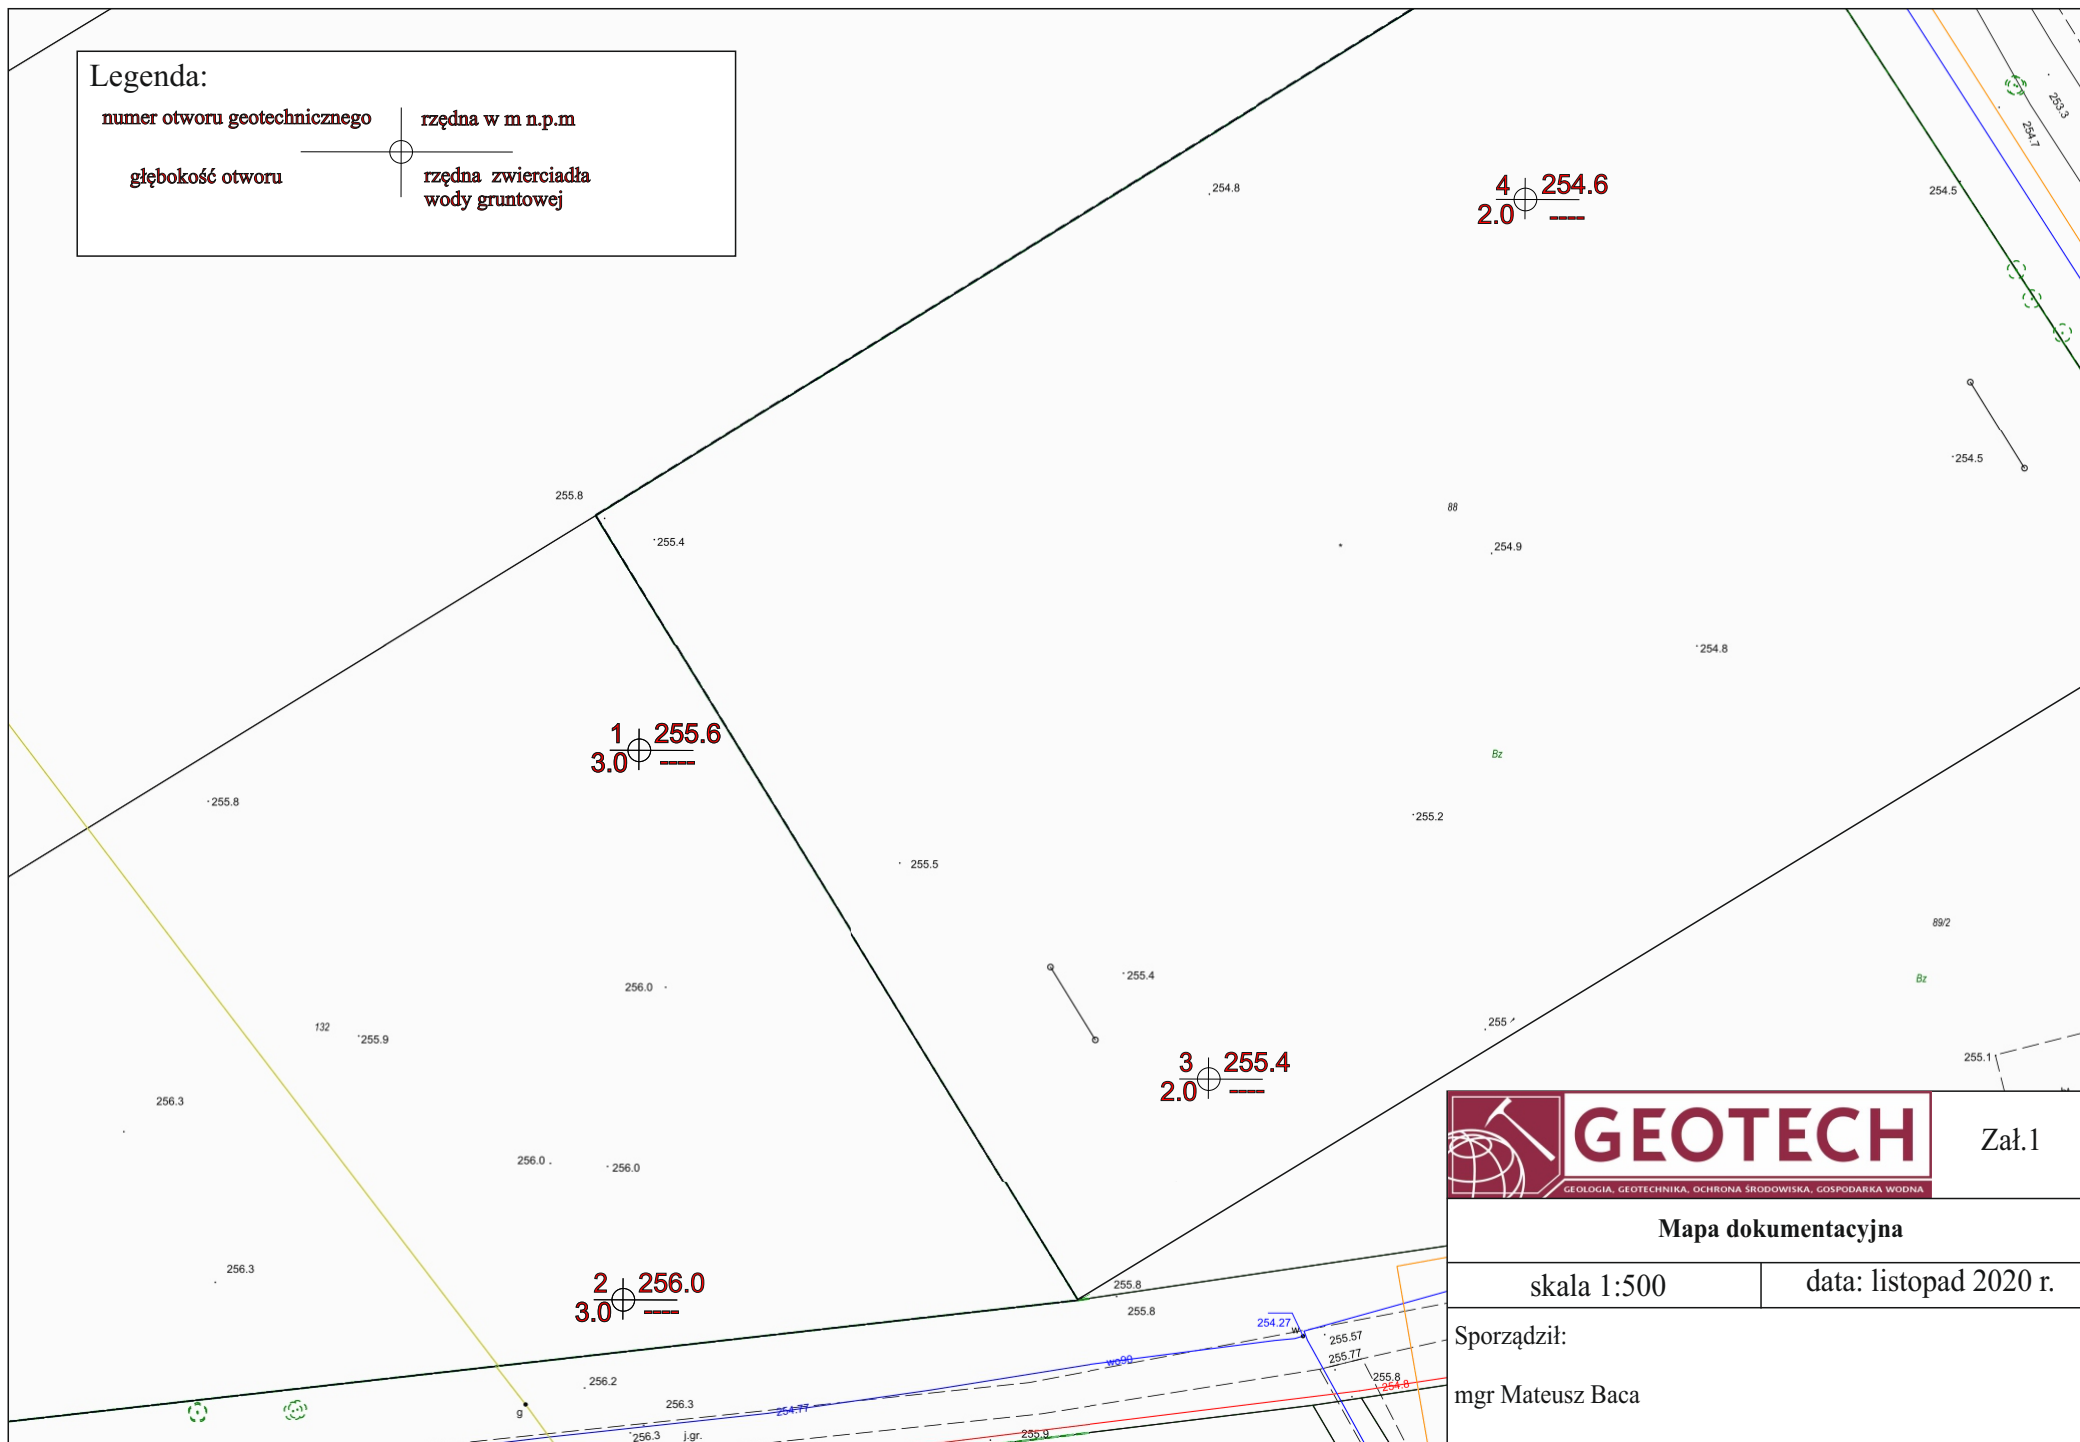 Legenda:
numer otworu geotechnicznego
rzędna w m n.p.m
głębokość otworu
rzędna zwierciadła
wody gruntowej
253.3
254.7
254.8
4 254.6
2.0 ----
254.5
254.5
255.8
255.4
88
254.9
254.8
1 255.6
3.0 ----
Bz
255.8
255.2
255.5
89/2
255.4
Bz
256.0
132
255.9
255
255.1
3 255.4
2.0 ----
256.3
256.0
256.0
GEOTECH
GEOLOGIA, GEOTECHNIKA, OCHRONA ŚRODOWISKA, GOSPODARKA WODNA
Zał.1
Mapa dokumentacyjna
skala 1:500
data: listopad 2020 r.
Sporządził:
mgr Mateusz Baca
256.3
2 256.0
3.0 ----
255.8
255.8
254.27
w
255.57
255.77
wo90
255.8
254.8
256.2
256.3
254.77
g
256.3
j.gr.
255.9